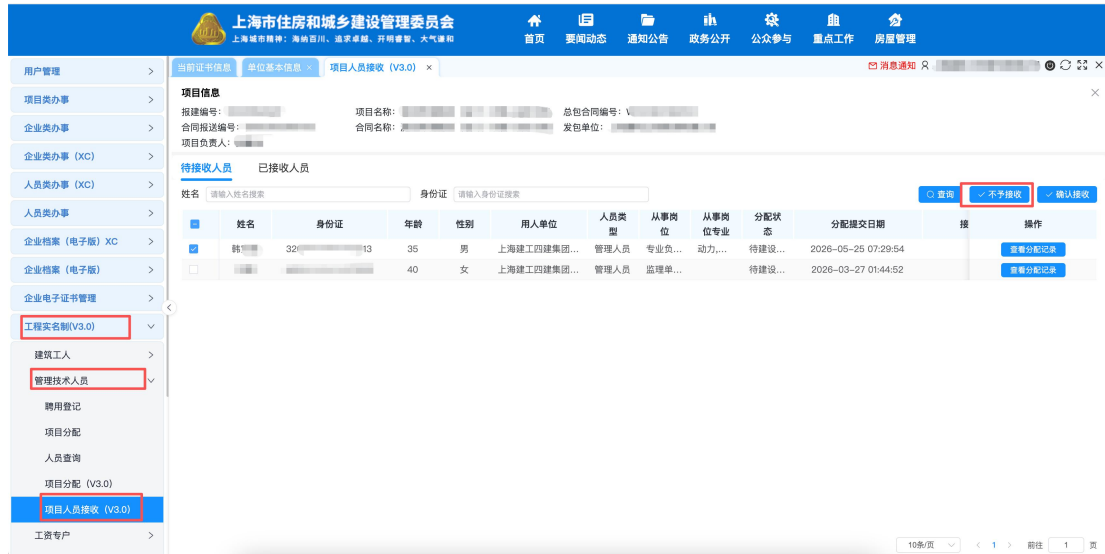 上海市住房和城乡建设管理委员会
上海城市精神：海纳百川、追求卓越、开明睿智、大气谦和
首页 要闻动态 通知公告 政务公开 公众参与 重点工作 房屋管理
用户管理
项目类办事
企业类办事
企业类办事（XC）
人员类办事（XC）
人员类办事
企业档案（电子版）XC
企业档案（电子版）
企业电子证书管理
工程实名制(V3.0)
建筑工人
管理技术人员
聘用登记
项目分配
人员查询
项目分配（V3.0）
项目人员接收（V3.0）
工资专户
当前证书信息 单位基本信息 × 项目人员接收（V3.0） × 消息通知
项目信息
报建编号： 项目名称： 总包合同编号：
合同报送编号： 合同名称： 发包单位：
项目负责人：
待接收人员 已接收人员
姓名 请输入姓名搜索 身份证 请输入身份证搜索 查询 不予接收 确认接收
姓名 身份证 年龄 性别 用人单位 人员类型 从事岗位 从事岗位专业 分配状态 分配提交日期 接 操作
韩 32 13 35 男 上海建工四建集团... 管理人员 专业负... 动力,... 待建设... 2026-05-25 07:29:54 查看分配记录
40 女 上海建工四建集团... 管理人员 监理单... 待建设... 2026-03-27 01:44:52 查看分配记录
10条/页 1 前往 1 页